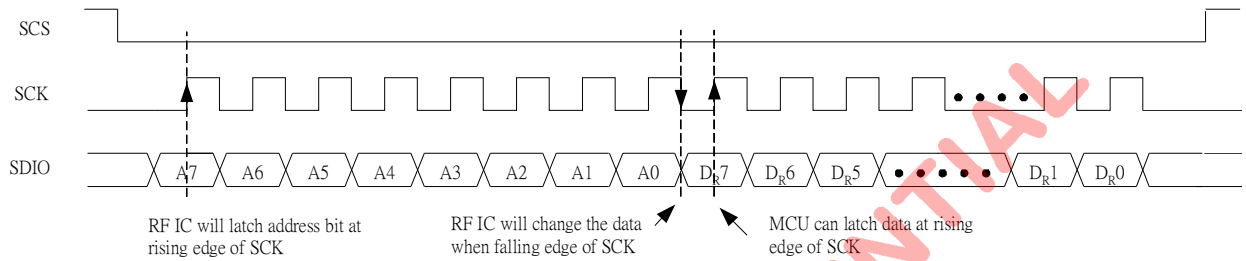 SCS
SCK
SDIO
A7 A6 A5 A4 A3 A2 A1 A0 DR7 DR6 DR5 DR1 DR0
RF IC will latch address bit at
rising edge of SCK
RF IC will change the data
when falling edge of SCK
MCU can latch data at rising
edge of SCK
NTIAL